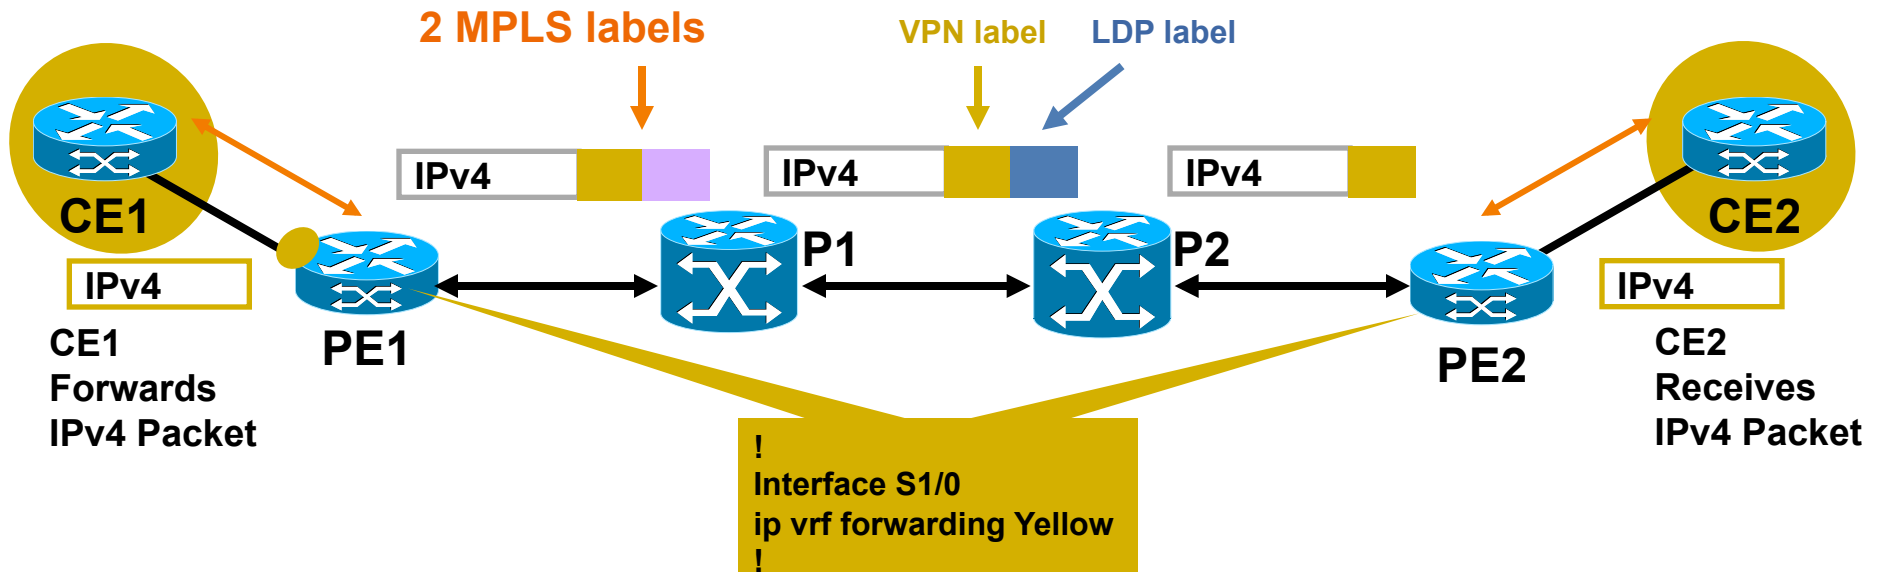 2 MPLS labels
VPN label
LDP label
IPv4
IPv4
IPv4
CE1
CE2
P1
P2
IPv4
IPv4
PE1
PE2
CE1
Forwards
IPv4 Packet
CE2
Receives
IPv4 Packet
!
Interface S1/0
ip vrf forwarding Yellow
!